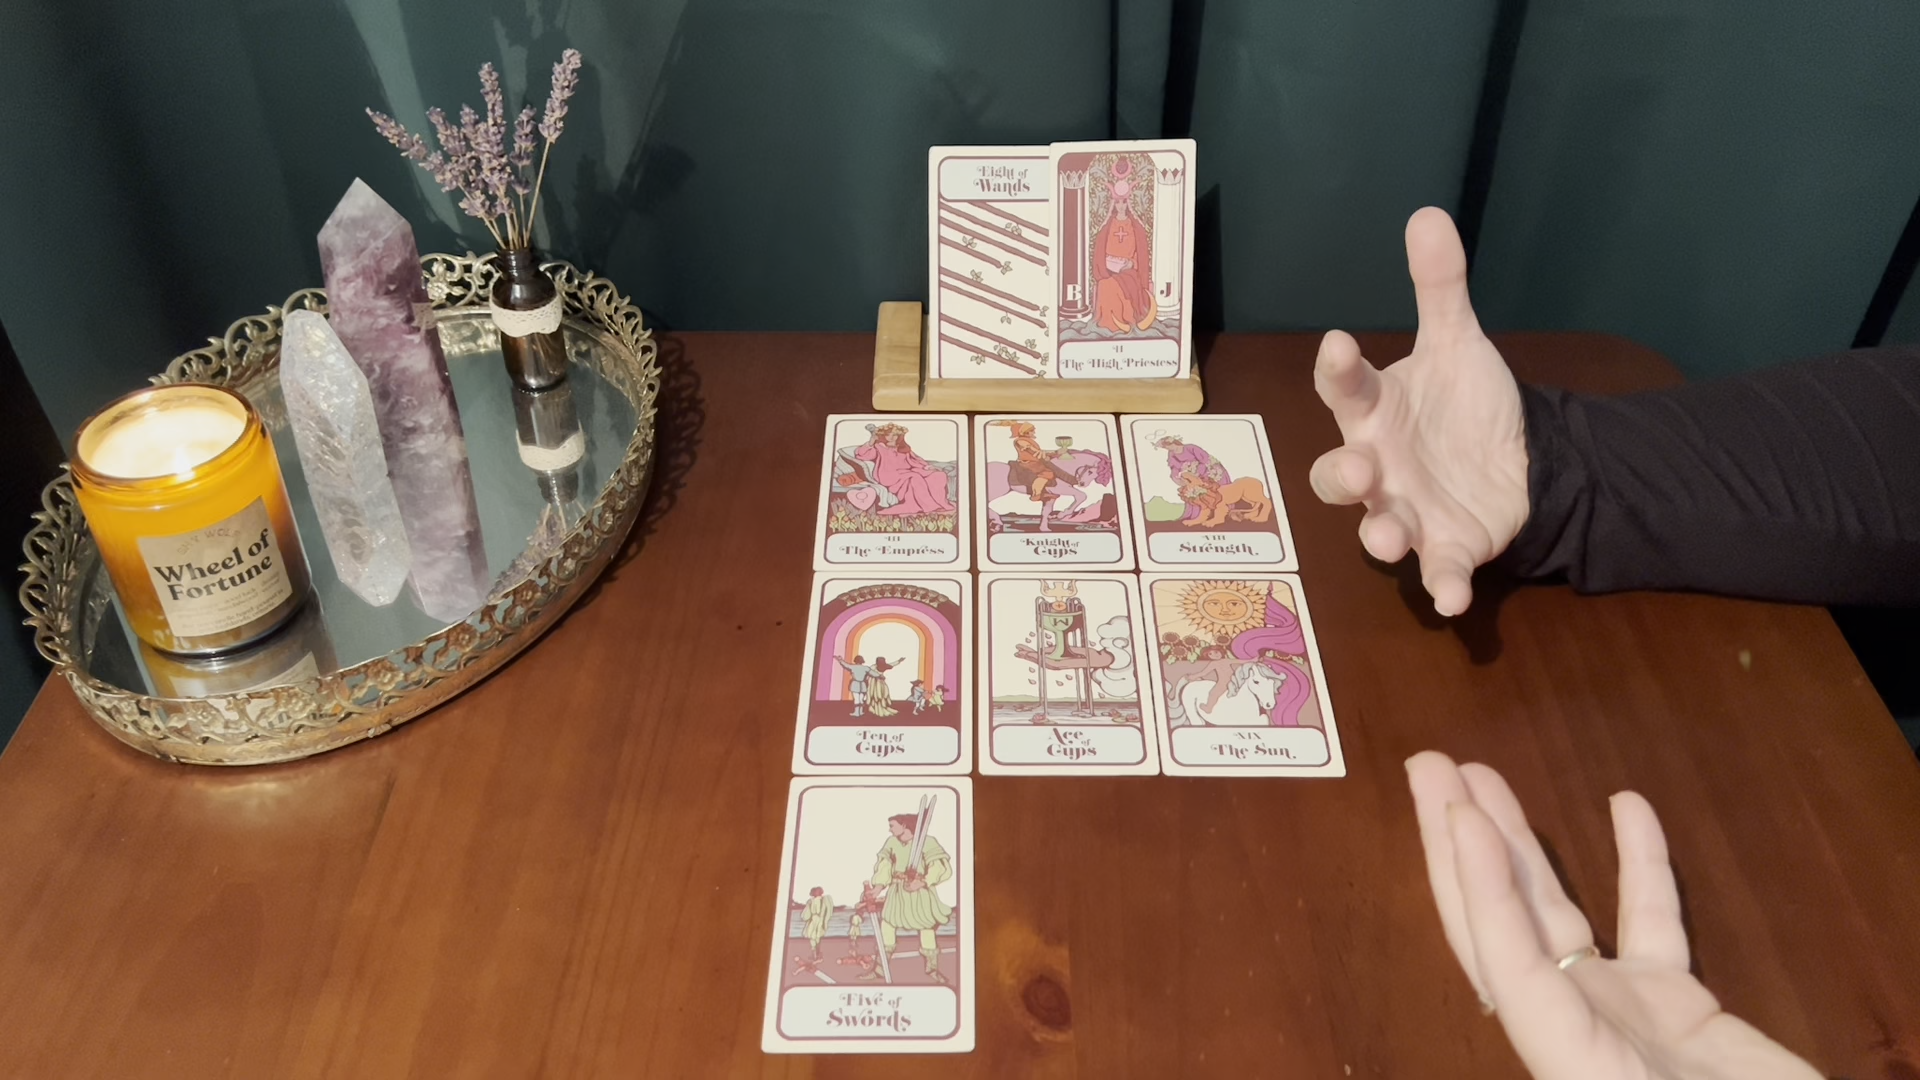 Eight of
Wands
B
J
II
The High Priestess
III
The Empress
Knight of
Cups
VIII
Strength
Ten of
Cups
Ace of
Cups
XIX
The Sun
Five of
Swords
Wheel of
Fortune